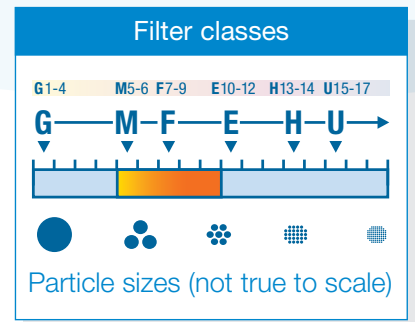 Filter classes
G1-4 M5-6 F7-9 E10-12 H13-14 U15-17
G M F E H U
Particle sizes (not true to scale)